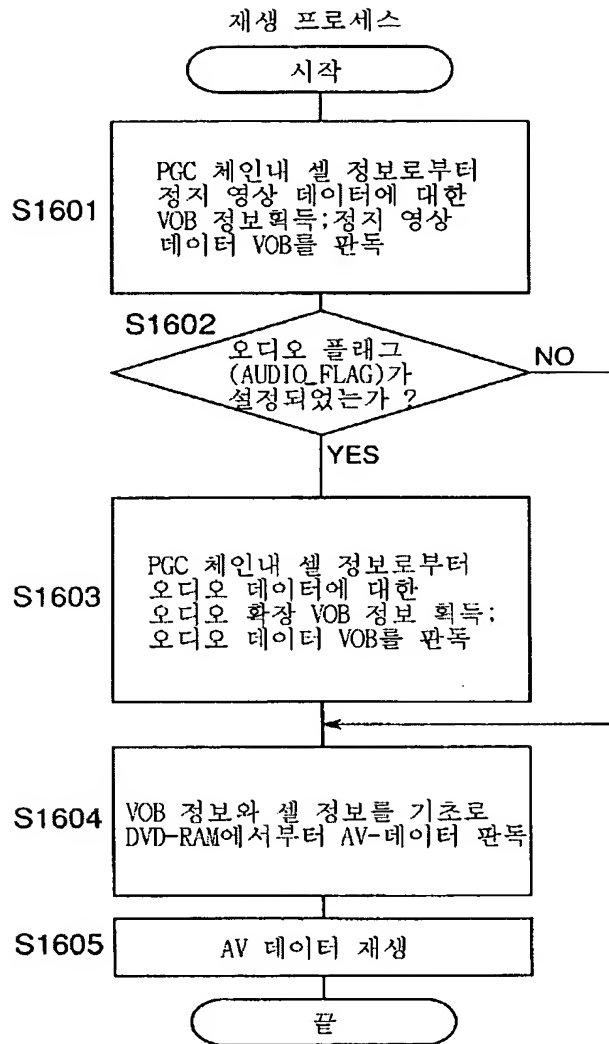 재생 프로세스
시작
S1601
PGC 체인내 셀 정보로부터
정지 영상 데이터에 대한
VOB 정보획득;정지 영상
데이터 VOB를 판독
S1602
오디오 플래그
(AUDIO_FLAG)가
설정되었는가 ?
NO
YES
S1603
PGC 체인내 셀 정보로부터
오디오 데이터에 대한
오디오 확장 VOB 정보 획득;
오디오 데이터 VOB를 판독
S1604
VOB 정보와 셀 정보를 기초로
DVD-RAM에서부터 AV-데이터 판독
S1605
AV 데이터 재생
끝